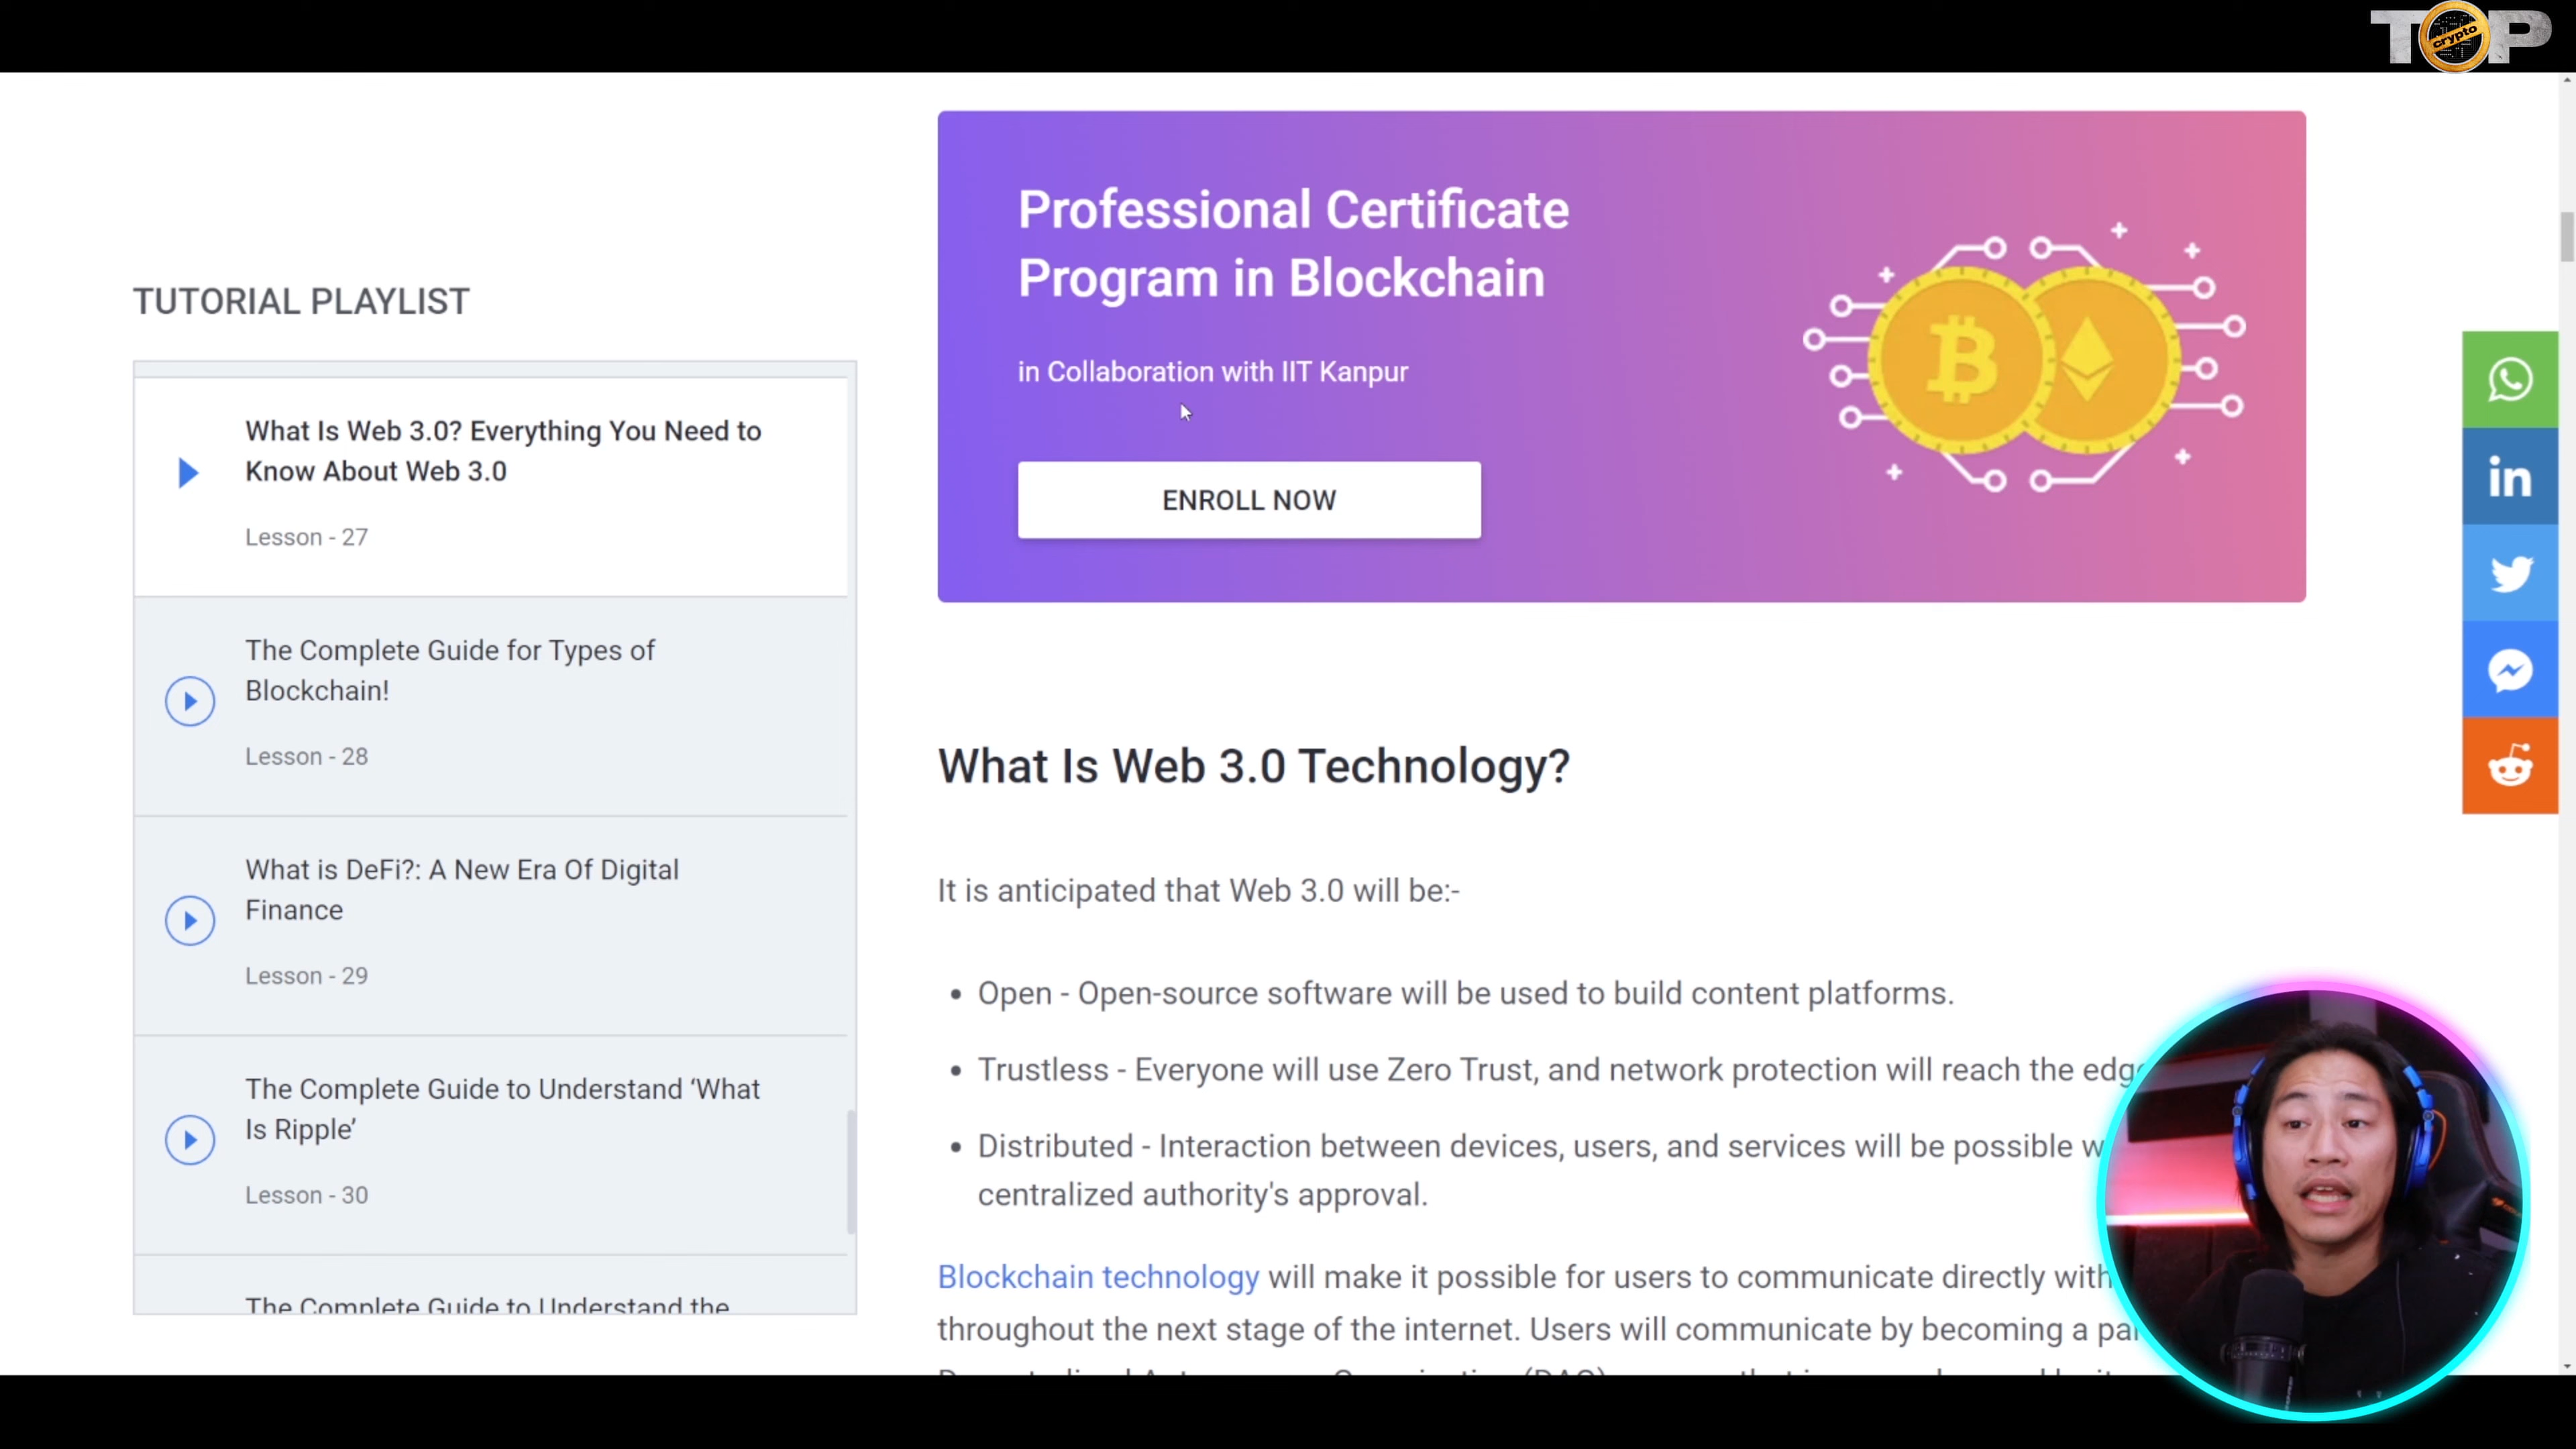 TOP
crypto
TUTORIAL PLAYLIST
What Is Web 3.0? Everything You Need to
Know About Web 3.0
Lesson - 27
The Complete Guide for Types of
Blockchain!
Lesson - 28
What is DeFi?: A New Era Of Digital
Finance
Lesson - 29
The Complete Guide to Understand ‘What
Is Ripple’
Lesson - 30
The Complete Guide to Understand the
Professional Certificate
Program in Blockchain
in Collaboration with IIT Kanpur
ENROLL NOW
What Is Web 3.0 Technology?
It is anticipated that Web 3.0 will be:-
• Open - Open-source software will be used to build content platforms.
• Trustless - Everyone will use Zero Trust, and network protection will reach the
• Distributed - Interaction between devices, users, and services will be possible
centralized authority's approval.
Blockchain technology will make it possible for users to communicate directly with
throughout the next stage of the internet. Users will communicate by becoming a
in